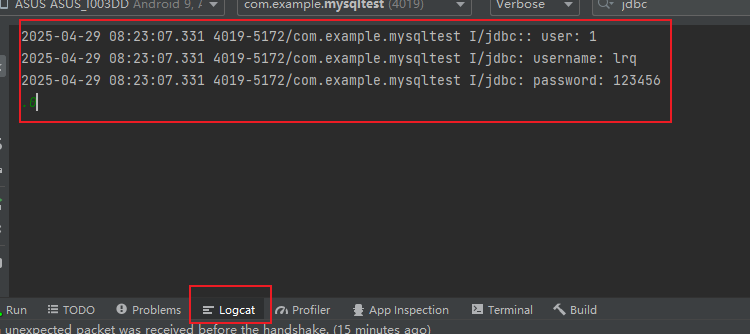 ASUS ASUS_I003DD Android 9, A
com.example.mysqltest (4019)
Verbose
jdbc
2025-04-29 08:23:07.331 4019-5172/com.example.mysqltest I/jdbc:: user: 1
2025-04-29 08:23:07.331 4019-5172/com.example.mysqltest I/jdbc: username: lrq
2025-04-29 08:23:07.331 4019-5172/com.example.mysqltest I/jdbc: password: 123456
Run TODO Problems Logcat Profiler App Inspection Terminal Build
unexpected packet was received before the handshake. (15 minutes ago)